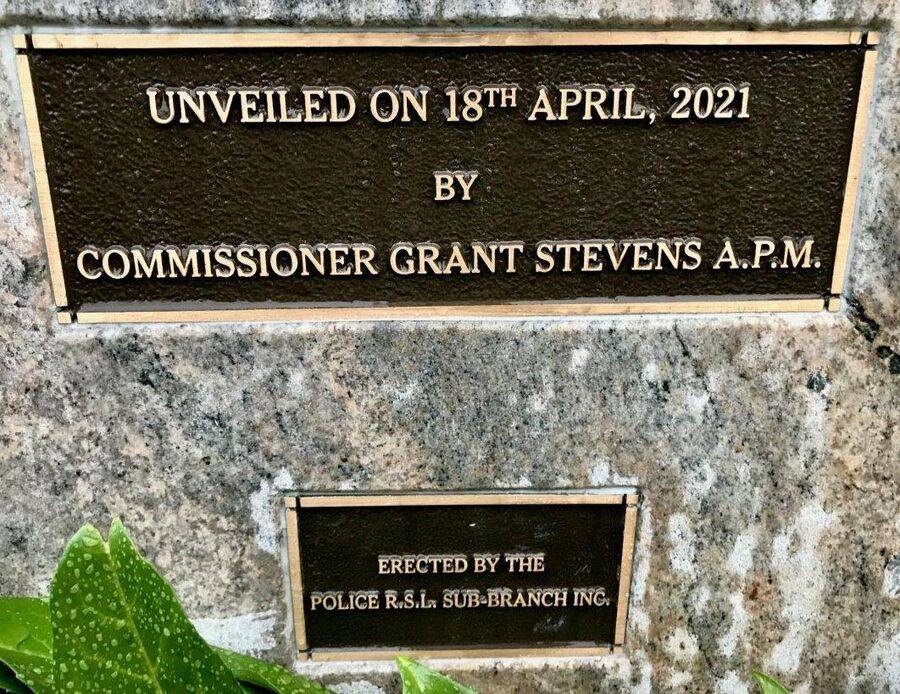 UNVEILED ON 18TH APRIL, 2021
BY
COMMISSIONER GRANT STEVENS A.P.M.
ERECTED BY THE
POLICE R.S.L. SUB-BRANCH INC.